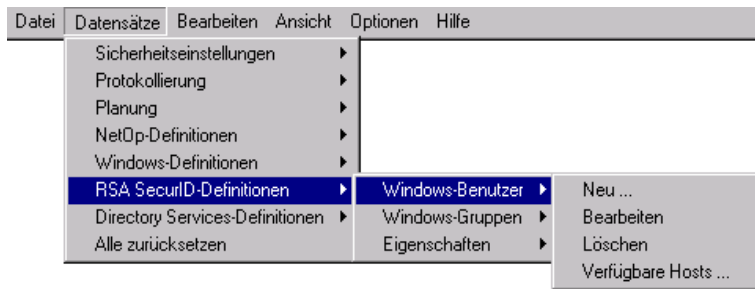 Datei Datensätze Bearbeiten Ansicht Optionen Hilfe
Sicherheitseinstellungen
Protokollierung
Planung
NetOp-Definitionen
Windows-Definitionen
RSA SecurID-Definitionen Windows-Benutzer Neu ...
Directory Services-Definitionen Windows-Gruppen Bearbeiten
Alle zurücksetzen Eigenschaften Löschen
Verfügbare Hosts ...